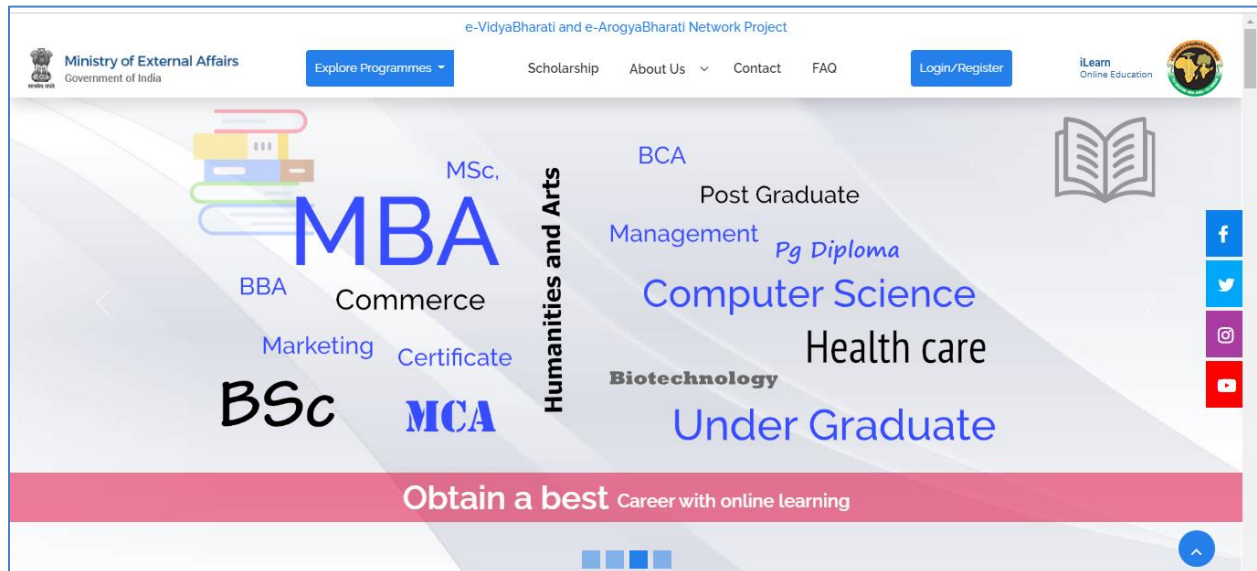 e-VidyaBharati and e-ArogyaBharati Network Project
Ministry of External Affairs
Government of India
Explore Programmes
Scholarship
About Us
Contact
FAQ
Login/Register
iLearn
Online Education
MSc,
MBA
BBA
Commerce
Marketing
Certificate
BSc
MCA
Humanities and Arts
BCA
Post Graduate
Management
Pg Diploma
Computer Science
Health care
Biotechnology
Under Graduate
Obtain a best Career with online learning